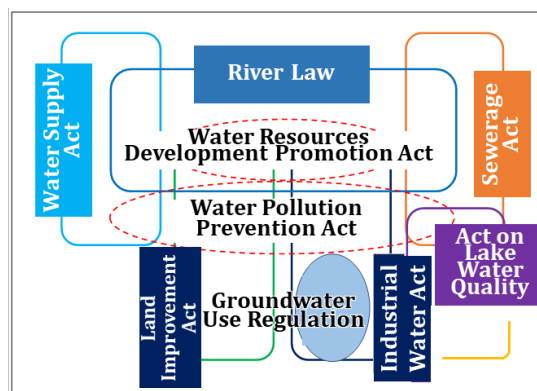 River Law
Water Supply
Act
Sewerage
Act
Water Resources
Development Promotion Act
Water Pollution
Prevention Act
Act on
Lake
Water
Quality
Land
Improvement
Act
Groundwater
Use Regulation
Industrial
Water Act